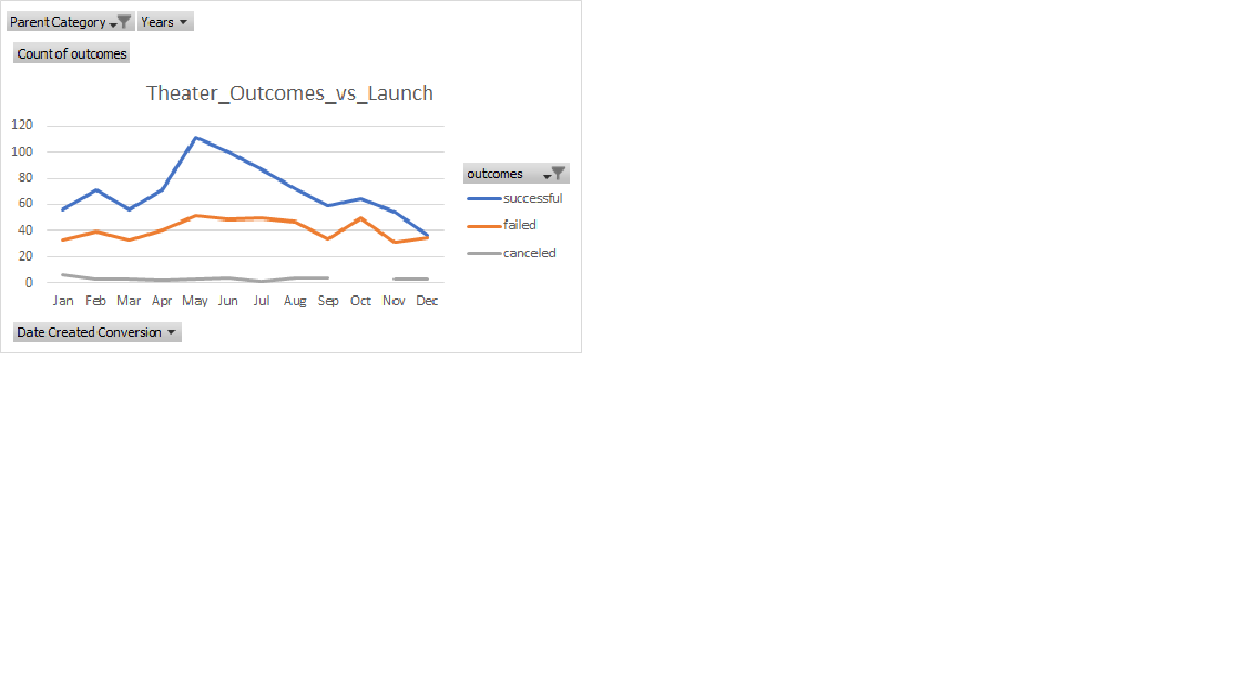 Parent Category Years
Count of outcomes
Theater_Outcomes_vs_Launch
120
100
80
60
40
20
0
Jan Feb Mar Apr May Jun Jul Aug Sep Oct Nov Dec
outcomes
successful
failed
canceled
Date Created Conversion